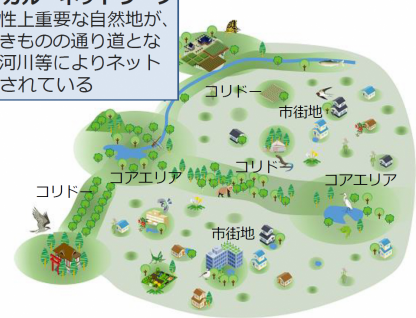 性上重要な自然地が、
きものの通り道とな
河川等によりネット
されている
コリドー
市街地
コアエリア
コリドー
コアエリア
コリドー
市街地